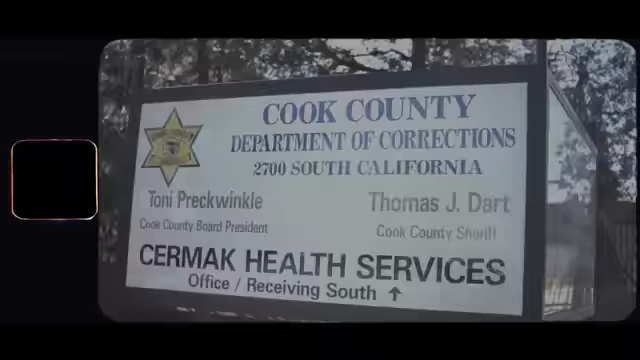 COOK COUNTY
DEPARTMENT OF CORRECTIONS
2700 SOUTH CALIFORNIA
Toni Preckwinkle
Cook County Board President
Thomas J. Dart
Cook County Sheriff
CERMAK HEALTH SERVICES
Office / Receiving South ↑